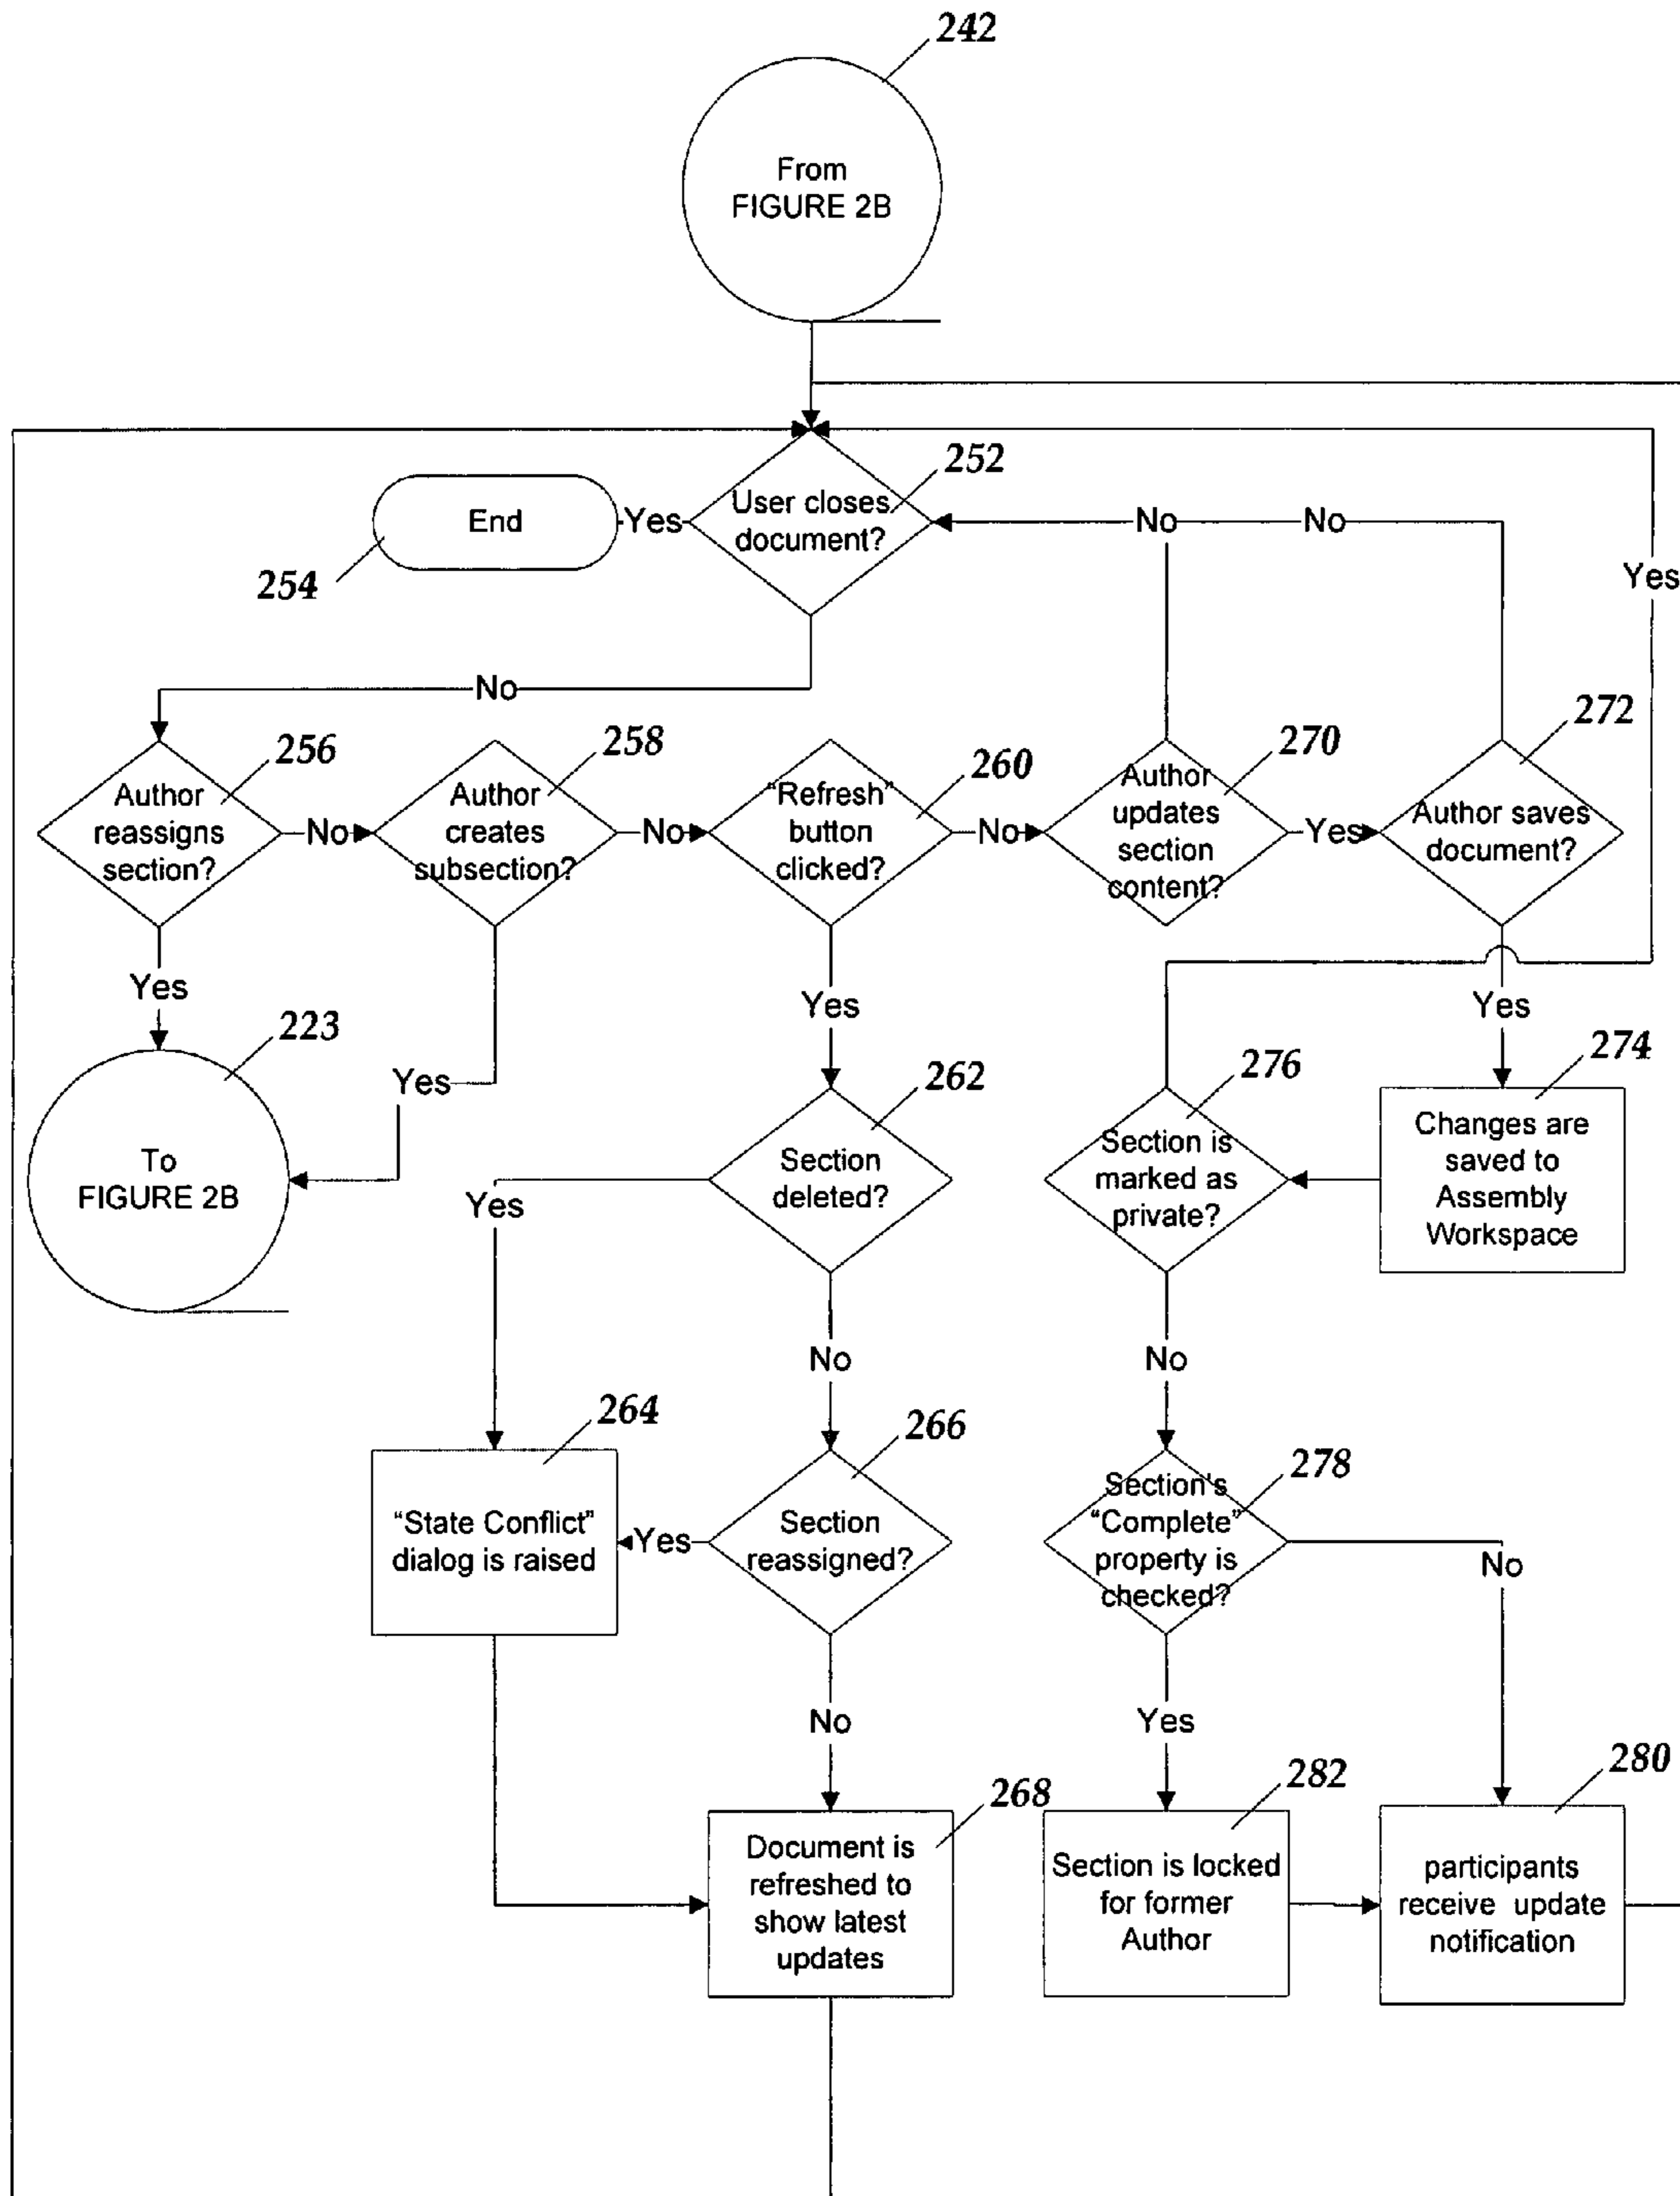 242
From
FIGURE 2B
252
User closes
document?
Yes
End
254
No
No
Yes
No
256
Author
reassigns
section?
No
258
Author
creates
subsection?
No
260
"Refresh"
button
clicked?
No
270
Author
updates
section
content?
Yes
272
Author saves
document?
Yes
223
To
FIGURE 2B
Yes
Yes
262
Section
deleted?
Yes
276
Section is
marked as
private?
Yes
274
Changes are
saved to
Assembly
Workspace
No
No
264
“State Conflict”
dialog is raised
Yes
266
Section
reassigned?
278
Section's
“Complete”
property is
checked?
No
No
Yes
268
Document is
refreshed to
show latest
updates
282
Section is locked
for former
Author
280
participants
receive update
notification